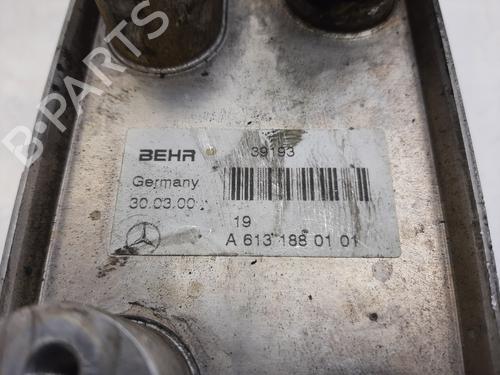 B-PARTS
BEHR 39193
Germany
30.03.00
19
A 613 188 01 01